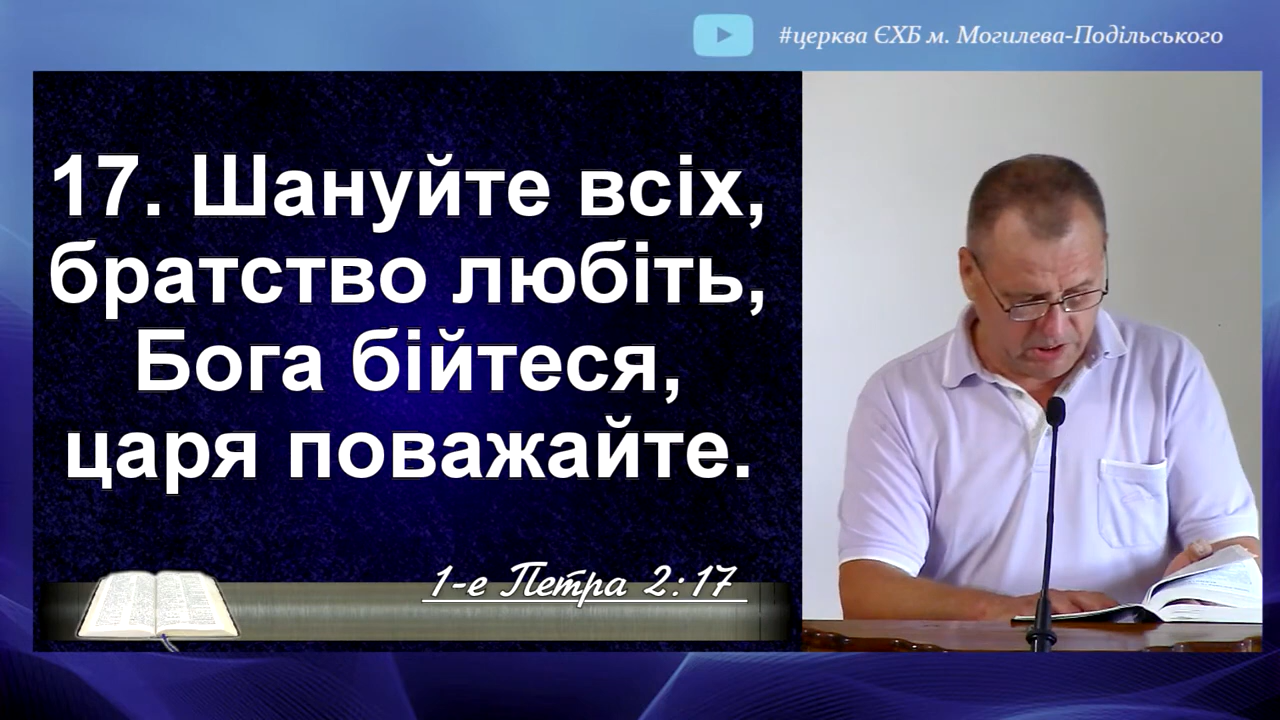 #церква ЄХБ м. Могилева-Подільського
17. Шануйте всіх,
братство любіть,
Бога бійтеся,
царя поважайте.
1-е Петра 2:17